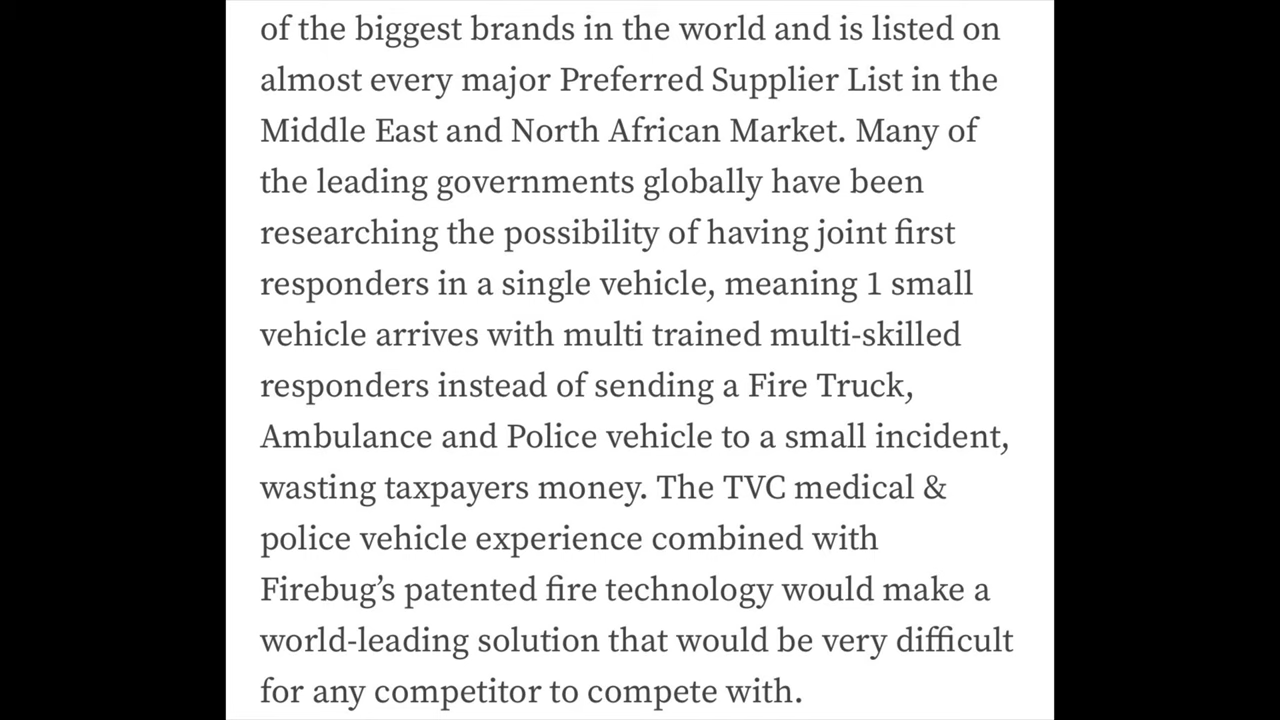 of the biggest brands in the world and is listed on
almost every major Preferred Supplier List in the
Middle East and North African Market. Many of
the leading governments globally have been
researching the possibility of having joint first
responders in a single vehicle, meaning 1 small
vehicle arrives with multi trained multi-skilled
responders instead of sending a Fire Truck,
Ambulance and Police vehicle to a small incident,
wasting taxpayers money. The TVC medical &
police vehicle experience combined with
Firebug’s patented fire technology would make a
world-leading solution that would be very difficult
for any competitor to compete with.